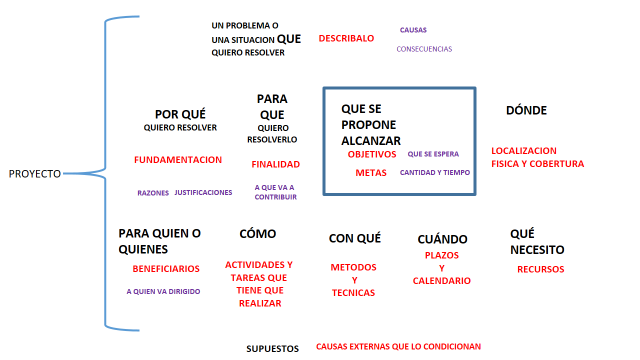 UN PROBLEMA O
UNA SITUACION QUE
QUIERO RESOLVER
DESCRIBALO
CAUSAS
CONSECUENCIAS
POR QUÉ
QUIERO RESOLVER
FUNDAMENTACION
RAZONES JUSTIFICACIONES
PARA
QUE
QUIERO
RESOLVERLO
FINALIDAD
A QUE VA A
CONTRIBUIR
QUE SE
PROPONE
ALCANZAR
OBJETIVOS QUE SE ESPERA
METAS CANTIDAD Y TIEMPO
DÓNDE
LOCALIZACION
FISICA Y COBERTURA
PROYECTO
PARA QUIEN O
QUIENES
BENEFICIARIOS
A QUIEN VA DIRIGIDO
CÓMO
ACTIVIDADES Y
TAREAS QUE
TIENE QUE
REALIZAR
CON QUÉ
METODOS
Y
TECNICAS
CUÁNDO
PLAZOS
Y
CALENDARIO
QUÉ
NECESITO
RECURSOS
SUPUESTOS CAUSAS EXTERNAS QUE LO CONDICIONAN